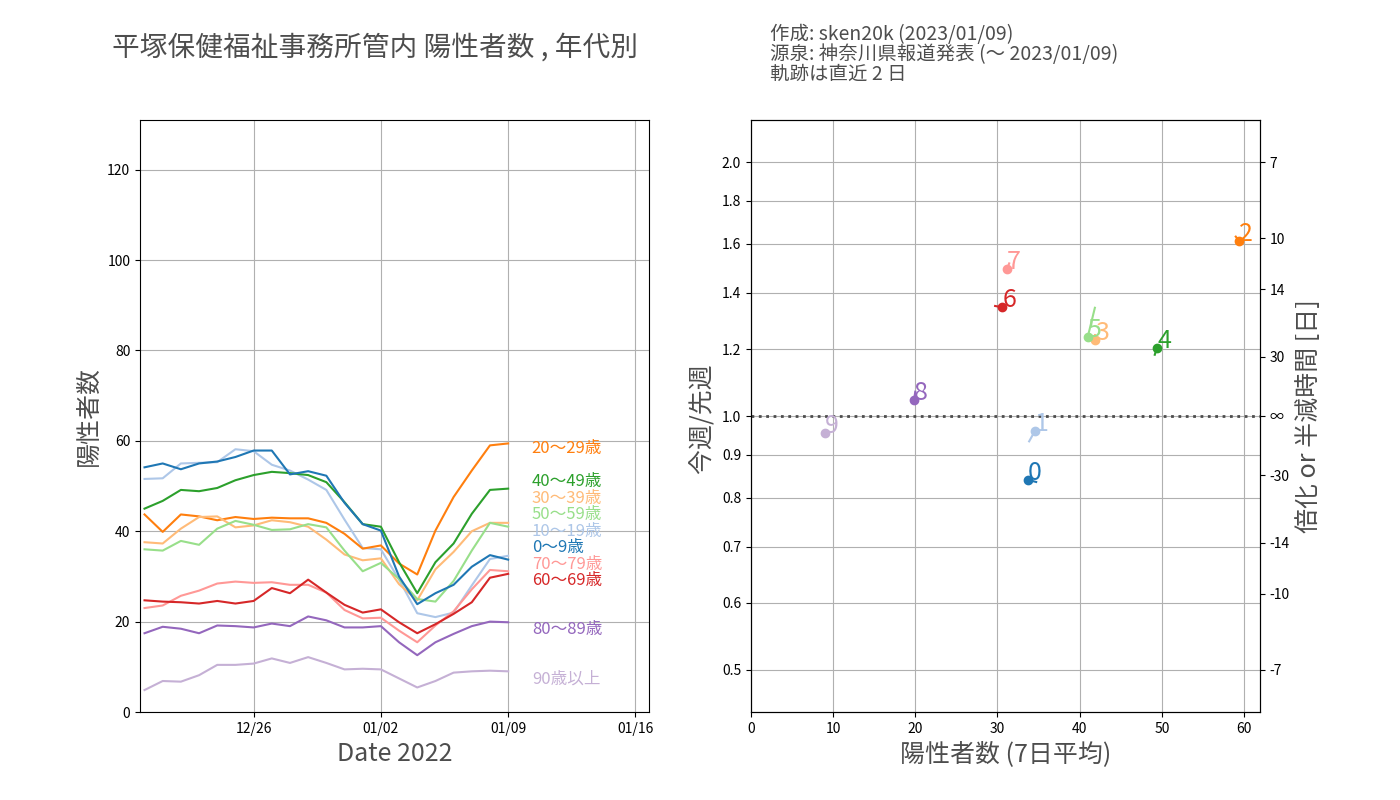 平塚保健福祉事務所管内 陽性者数 , 年代別
作成: sken20k (2023/01/09)
源泉: 神奈川県報道発表 (〜 2023/01/09)
軌跡は直近 2 日
陽性者数
120
100
80
60
40
20
0
12/26
01/02
01/09
01/16
Date 2022
20〜29歳
40〜49歳
30〜39歳
50〜59歳
10〜19歳
0〜9歳
70〜79歳
60〜69歳
80〜89歳
90歳以上
今週/先週
2.0
1.8
1.6
1.4
1.2
1.0
0.9
0.8
0.7
0.6
0.5
2
7
6
5
3
4
8
9
1
0
0
10
20
30
40
50
60
陽性者数 (7日平均)
7
10
14
30
∞
-30
-14
-10
-7
倍化 or 半減時間 [日]